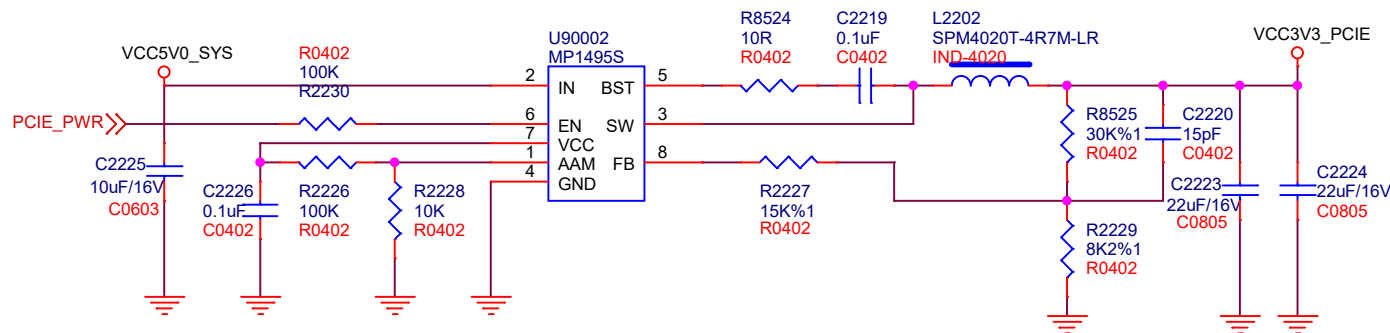 VCC5V0_SYS
R0402
100K
R2230
PCIE_PWR
C2225
10uF/16V
C0603
C2226
0.1uF
C0402
R2226
100K
R0402
R2228
10K
R0402
U90002
MP1495S
2
IN
6
EN
7
VCC
1
AAM
4
GND
BST
5
SW
3
FB
8
R8524
10R
R0402
C2219
0.1uF
C0402
L2202
SPM4020T-4R7M-LR
IND-4020
VCC3V3_PCIE
R2227
15K%1
R0402
R8525
30K%1
R0402
C2220
15pF
C0402
R2229
8K2%1
R0402
C2223
22uF/16V
C0805
C2224
22uF/16V
C0805